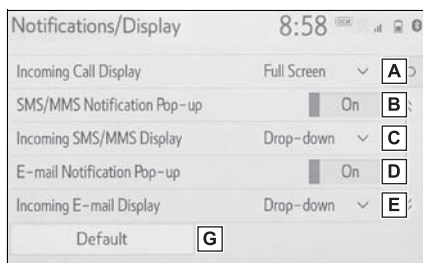 Notifications/Display 8:58 DCM
Incoming Call Display Full Screen A
SMS/MMS Notification Pop-up On B
Incoming SMS/MMS Display Drop-down C
E-mail Notification Pop-up On D
Incoming E-mail Display Drop-down E
Default G